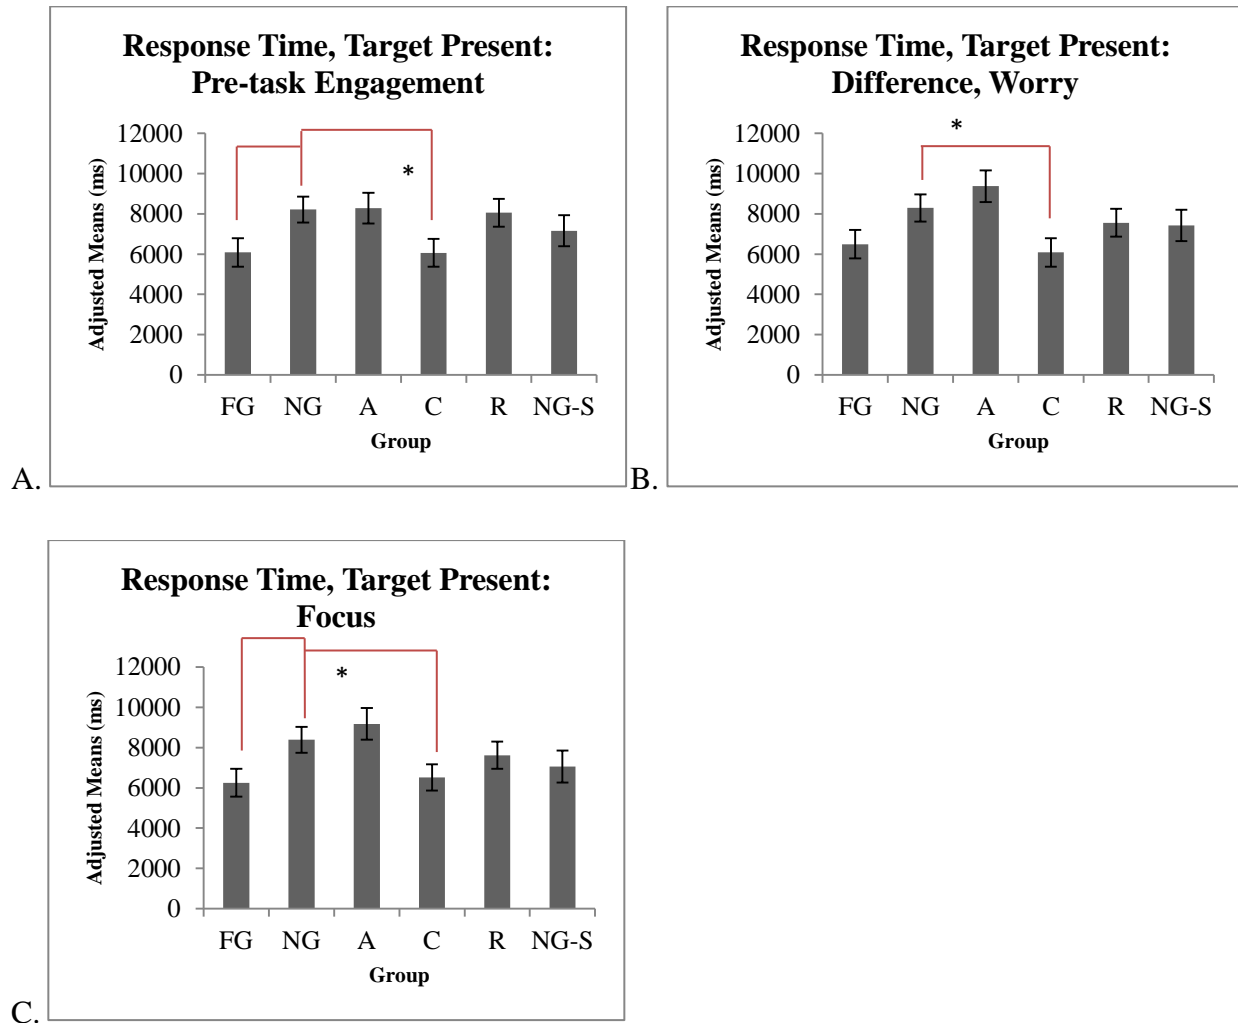 Response Time, Target Present:
Pre-task Engagement
*
12000
10000
8000
6000
4000
2000
0
Adjusted Means (ms)
FG NG A C R NG-S
Group
A.
Response Time, Target Present:
Difference, Worry
*
12000
10000
8000
6000
4000
2000
0
Adjusted Means (ms)
FG NG A C R NG-S
Group
B.
Response Time, Target Present:
Focus
*
12000
10000
8000
6000
4000
2000
0
Adjusted Means (ms)
FG NG A C R NG-S
Group
C.